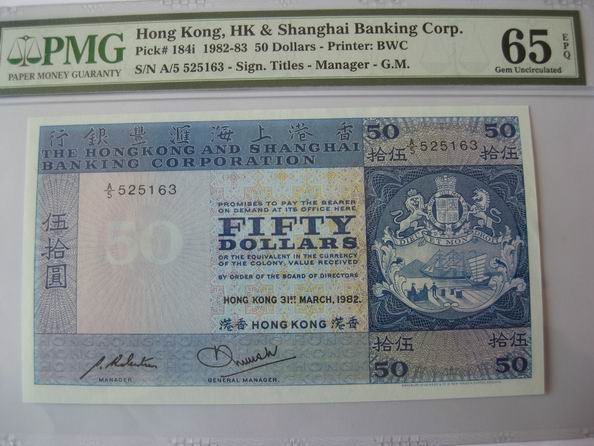 PMG
PAPER MONEY GUARANTY
Hong Kong, HK & Shanghai Banking Corp.
Pick# 184i 1982-83 50 Dollars - Printer: BWC
S/N A/5 525163 - Sign. Titles - Manager - G.M.
65 EPQ
Gem Uncirculated
行銀豐滙海上港香
THE HONGKONG AND SHANGHAI
BANKING CORPORATION
50 50
A/5 525163
拾伍 拾伍
A/5 525163
伍拾圓
50
PROMISES TO PAY THE BEARER
ON DEMAND AT ITS OFFICE HERE
FIFTY
DOLLARS
OR THE EQUIVALENT IN THE CURRENCY
OF THE COLONY, VALUE RECEIVED
BY ORDER OF THE BOARD OF DIRECTORS
HONG KONG 31ST MARCH, 1982.
港香 HONG KONG 港香
MANAGER.
GENERAL MANAGER.
拾伍 拾伍
50 50